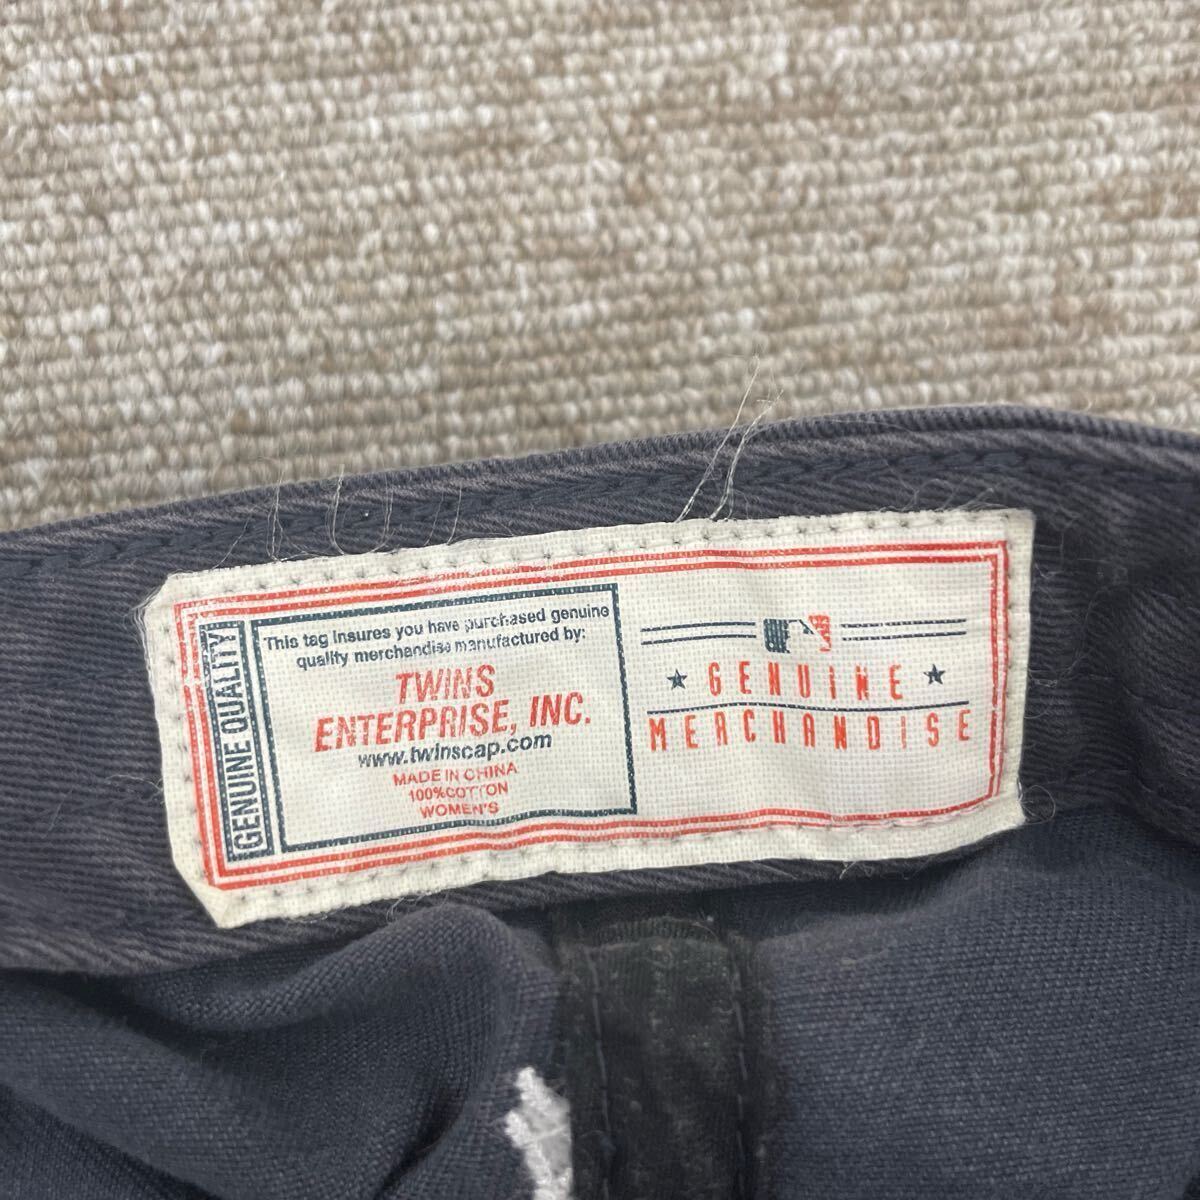 GENUINE QUALITY
This tag insures you have purchased genuine
quality merchandise manufactured by:
TWINS
ENTERPRISE, INC.
www.twinscap.com
MADE IN CHINA
100%COTTON
WOMEN'S
★ GENUINE ★
MERCHANDISE